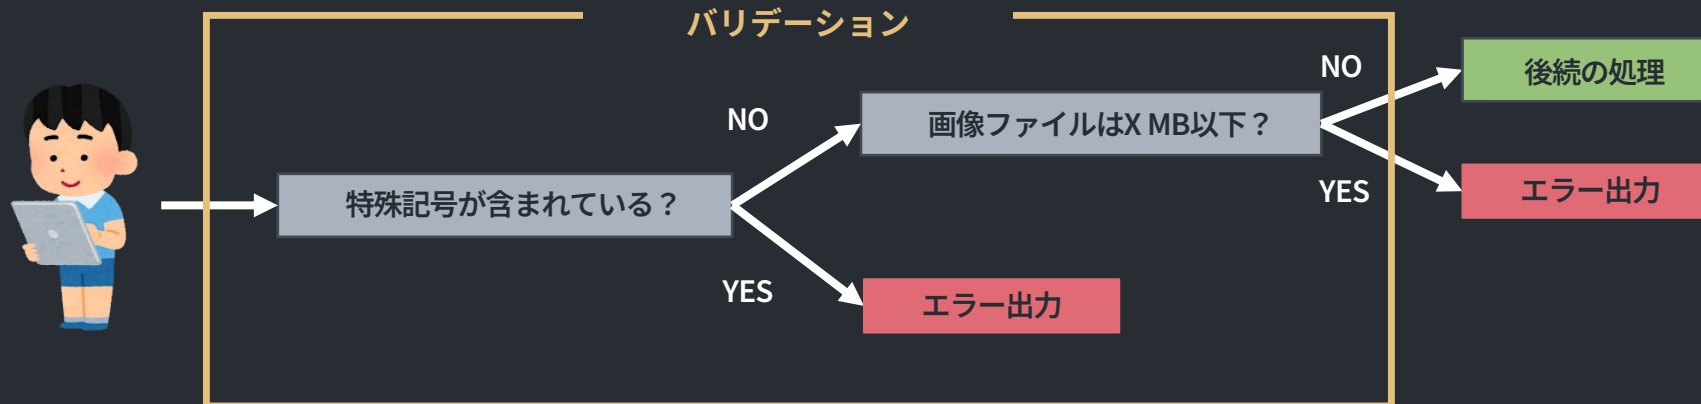 バリデーション
特殊記号が含まれている？
NO
YES
画像ファイルはX MB以下？
エラー出力
NO
YES
後続の処理
エラー出力